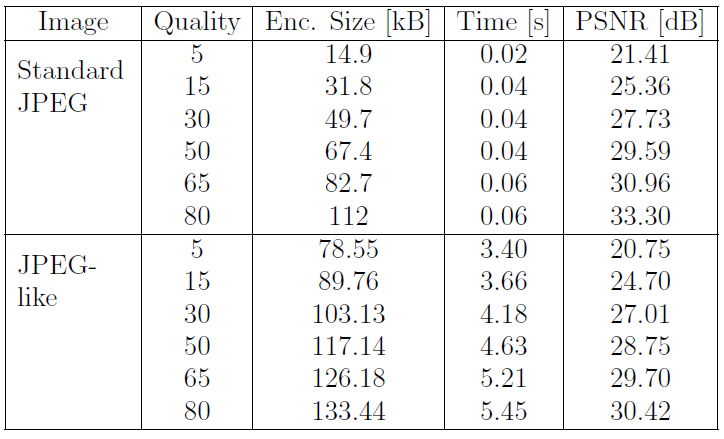 Image Quality Enc. Size [kB] Time [s] PSNR [dB]
Standard JPEG 5 14.9 0.02 21.41
15 31.8 0.04 25.36
30 49.7 0.04 27.73
50 67.4 0.04 29.59
65 82.7 0.06 30.96
80 112 0.06 33.30
JPEG-like 5 78.55 3.40 20.75
15 89.76 3.66 24.70
30 103.13 4.18 27.01
50 117.14 4.63 28.75
65 126.18 5.21 29.70
80 133.44 5.45 30.42